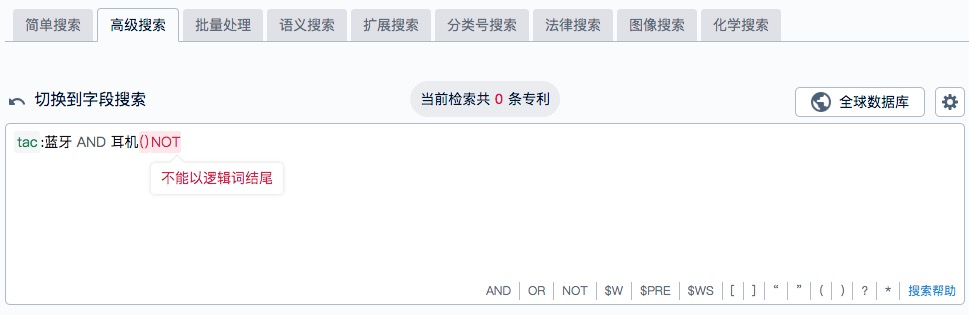 简单搜索 高级搜索 批量处理 语义搜索 扩展搜索 分类号搜索 法律搜索 图像搜索 化学搜索
切换到字段搜索 当前检索共 0 条专利 全球数据库
tac :蓝牙 AND 耳机()NOT
不能以逻辑词结尾
AND OR NOT $W $PRE $WS [ ] “ ” ( ) ? * 搜索帮助